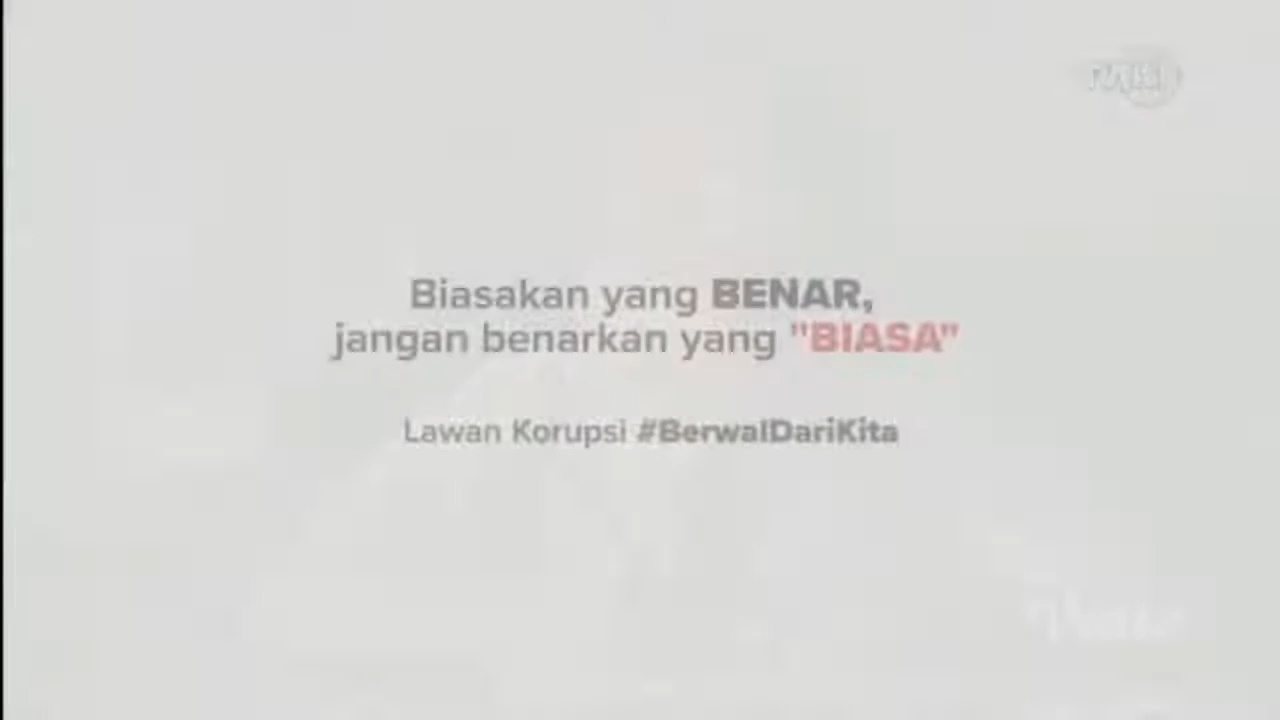 Biasakan yang BENAR,
jangan benarkan yang "BIASA"
Lawan Korupsi #BerwalDariKita